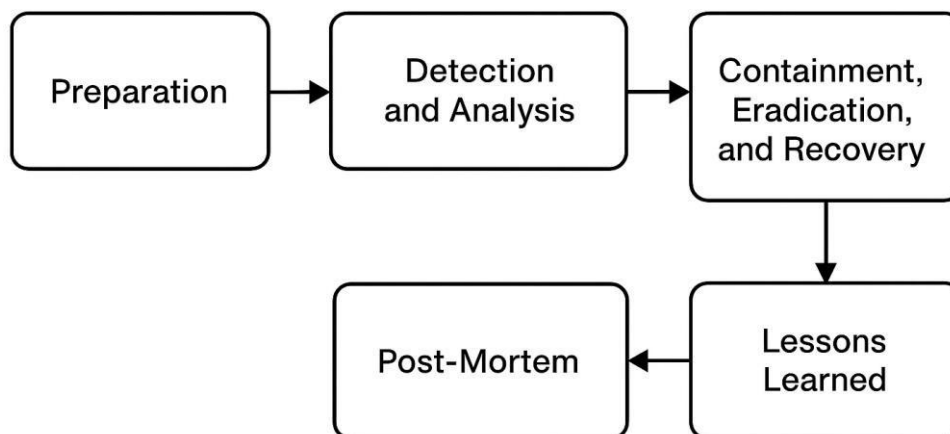 Preparation
Detection
and Analysis
Containment,
Eradication,
and Recovery
Lessons
Learned
Post-Mortem